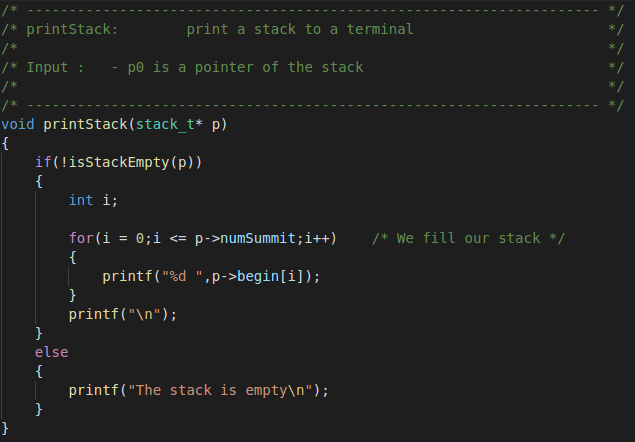 /* -------------------------------------------------------------------- */
/* printStack:        print a stack to a terminal                       */
/*                                                                      */
/* Input :   - p0 is a pointer of the stack                             */
/*                                                                      */
/* -------------------------------------------------------------------- */
void printStack(stack_t* p)
{
    if(!isStackEmpty(p))
    {
        int i;

        for(i = 0;i <= p->numSummit;i++)    /* We fill our stack */
        {
            printf("%d ",p->begin[i]);
        }
        printf("\n");
    }
    else
    {
        printf("The stack is empty\n");
    }
}